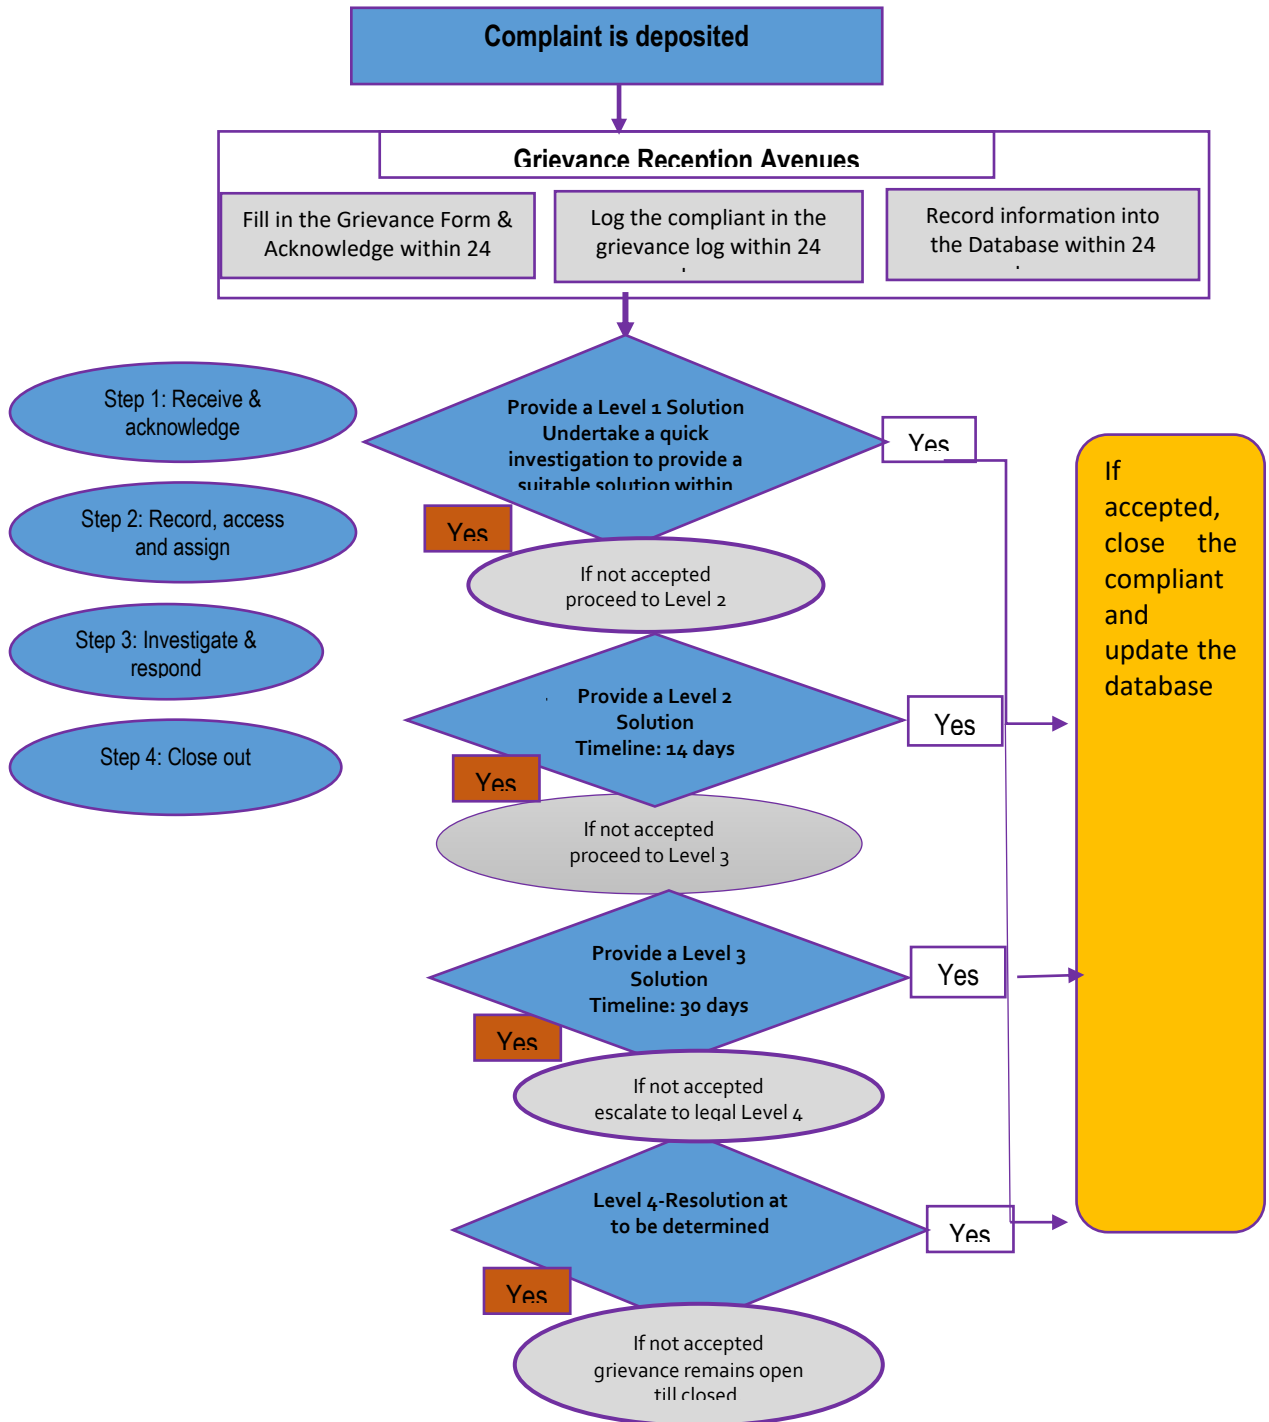 Complaint is deposited
Grievance Reception Avenues
Fill in the Grievance Form &
Acknowledge within 24
Log the compliant in the
grievance log within 24
Record information into
the Database within 24
Step 1: Receive &
acknowledge
Step 2: Record, access
and assign
Step 3: Investigate &
respond
Step 4: Close out
Provide a Level 1 Solution
Undertake a quick
investigation to provide a
suitable solution within
Yes
Yes
If not accepted
proceed to Level 2
Provide a Level 2
Solution
Timeline: 14 days
Yes
Yes
If not accepted
proceed to Level 3
Provide a Level 3
Solution
Timeline: 30 days
Yes
Yes
If not accepted
escalate to legal Level 4
Level 4-Resolution at
to be determined
Yes
Yes
If not accepted
grievance remains open
till closed
If
accepted,
close the
compliant
and
update the
database